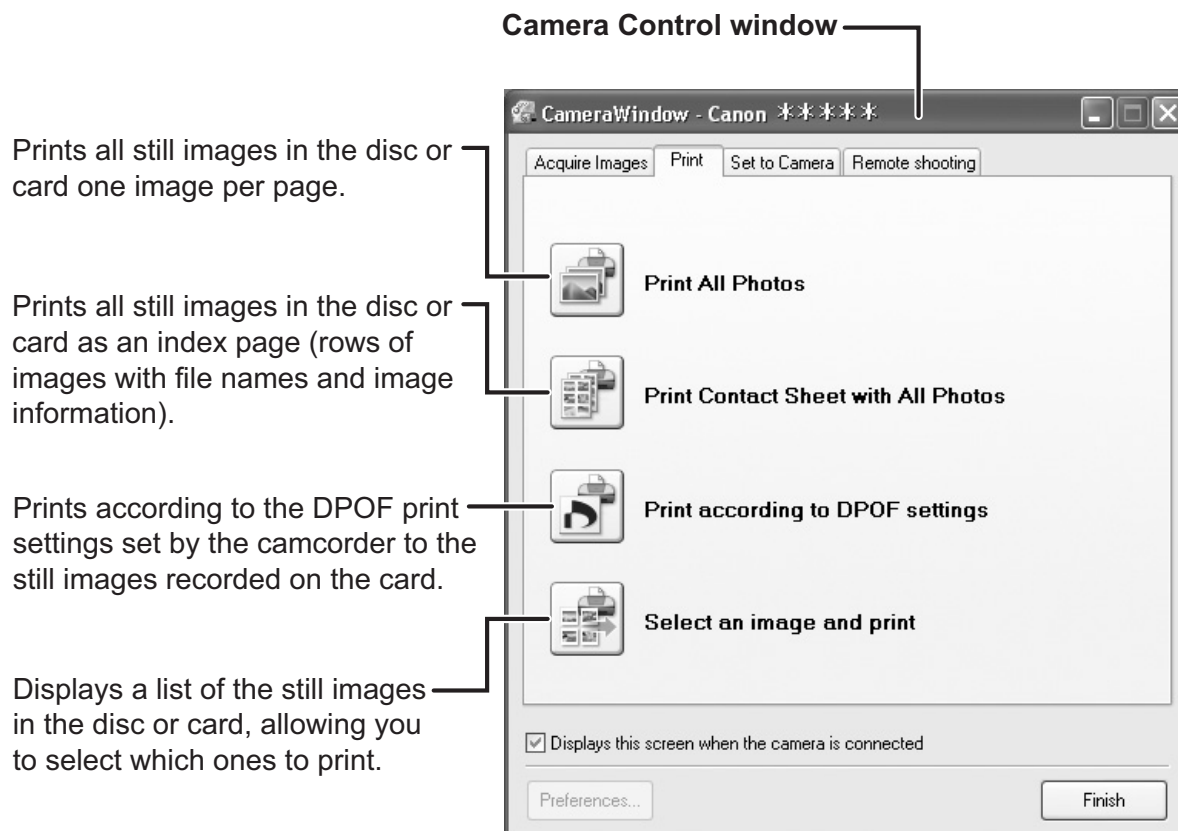 Camera Control window
CameraWindow - Canon *****
Acquire Images Print Set to Camera Remote shooting
Prints all still images in the disc or
card one image per page.
Print All Photos
Prints all still images in the disc or
card as an index page (rows of
images with file names and image
information).
Print Contact Sheet with All Photos
Prints according to the DPOF print
settings set by the camcorder to the
still images recorded on the card.
Print according to DPOF settings
Select an image and print
Displays a list of the still images
in the disc or card, allowing you
to select which ones to print.
Displays this screen when the camera is connected
Preferences...
Finish